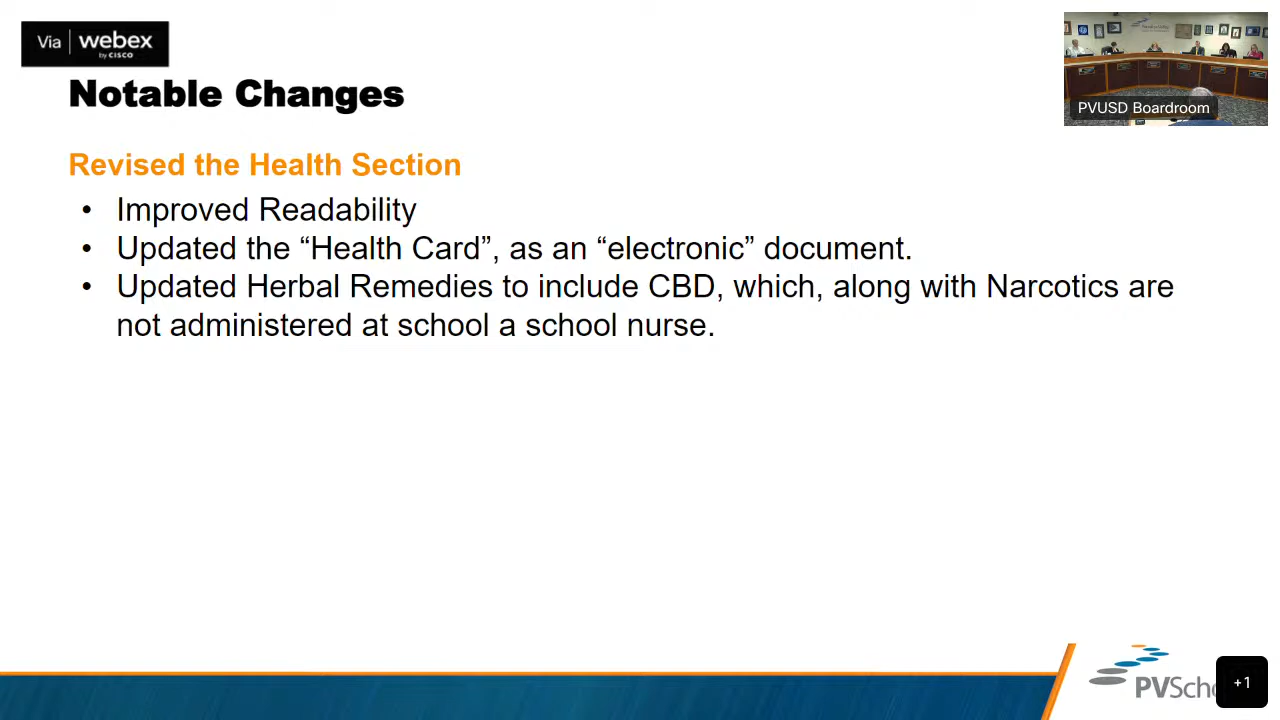 Via webex
by CISCO
Notable Changes
PVUSD Boardroom
Revised the Health Section
• Improved Readability
• Updated the “Health Card”, as an “electronic” document.
• Updated Herbal Remedies to include CBD, which, along with Narcotics are
not administered at school a school nurse.
PVScho
+1